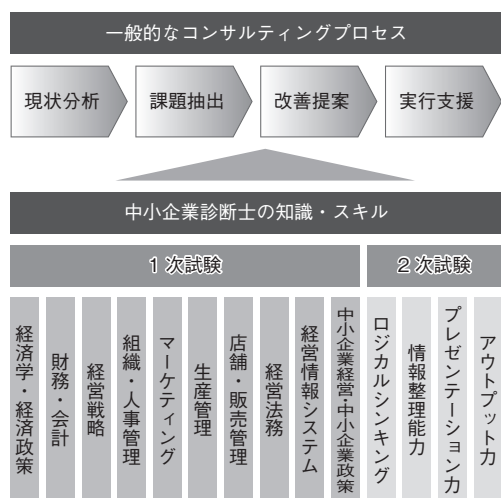 一般的なコンサルティングプロセス
現状分析
課題抽出
改善提案
実行支援
中小企業診断士の知識・スキル
1次試験
2次試験
経済学・経済政策
財務・会計
経営戦略
組織・人事管理
マーケティング
生産管理
店舗・販売管理
経営法務
経営情報システム
中小企業経営・中小企業政策
ロジカルシンキング
情報整理能力
プレゼンテーション力
アウトプット力